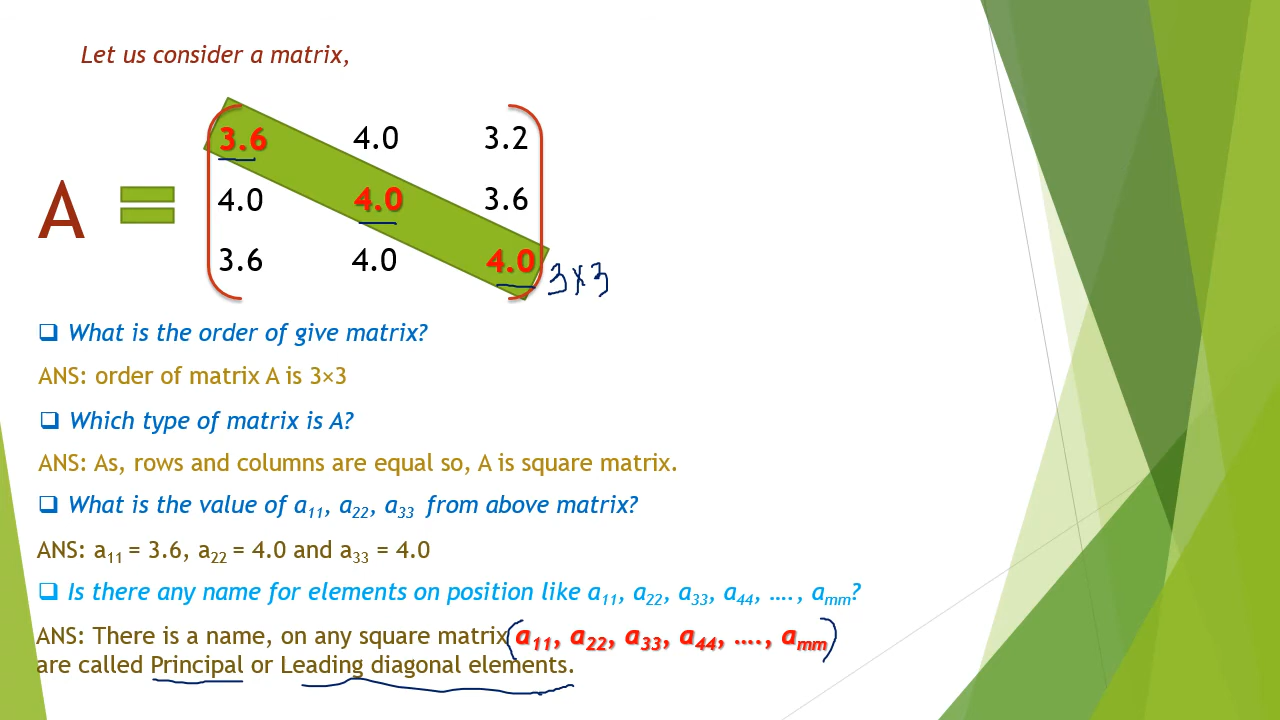 Let us consider a matrix,
A = 3.6 4.0 3.2
4.0 4.0 3.6
3.6 4.0 4.0 3×3
❑ What is the order of give matrix?
ANS: order of matrix A is 3×3
❑ Which type of matrix is A?
ANS: As, rows and columns are equal so, A is square matrix.
❑ What is the value of a₁₁, a₂₂, a₃₃ from above matrix?
ANS: a₁₁ = 3.6, a₂₂ = 4.0 and a₃₃ = 4.0
❑ Is there any name for elements on position like a₁₁, a₂₂, a₃₃, a₄₄, …., aₘₘ?
ANS: There is a name, on any square matrix (a₁₁, a₂₂, a₃₃, a₄₄, …., aₘₘ)
are called Principal or Leading diagonal elements.